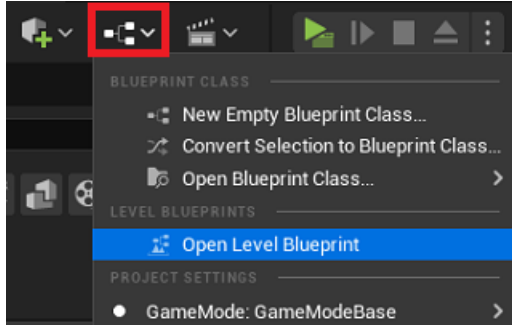 BLUEPRINT CLASS
New Empty Blueprint Class...
Convert Selection to Blueprint Class...
Open Blueprint Class...
LEVEL BLUEPRINTS
Open Level Blueprint
PROJECT SETTINGS
GameMode: GameModeBase